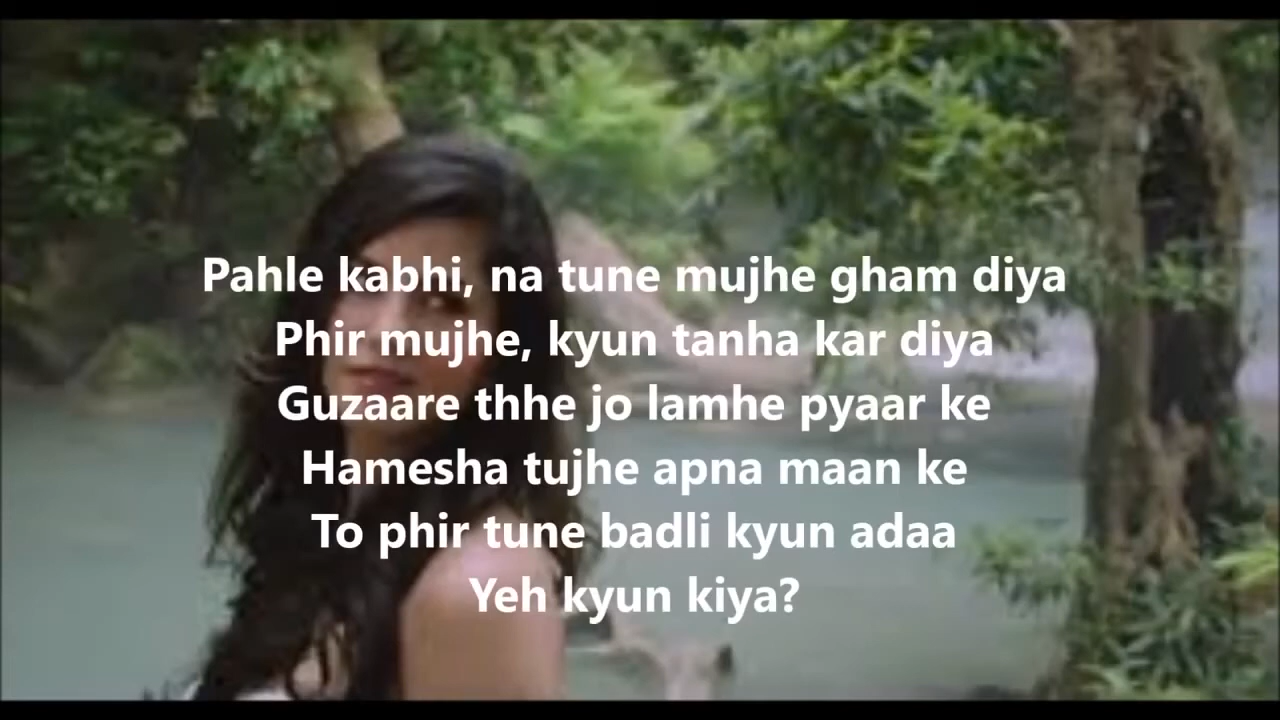 Pahle kabhi, na tune mujhe gham diya
Phir mujhe, kyun tanha kar diya
Guzaare thhe jo lamhe pyaar ke
Hamesha tujhe apna maan ke
To phir tune badli kyun adaa
Yeh kyun kiya?